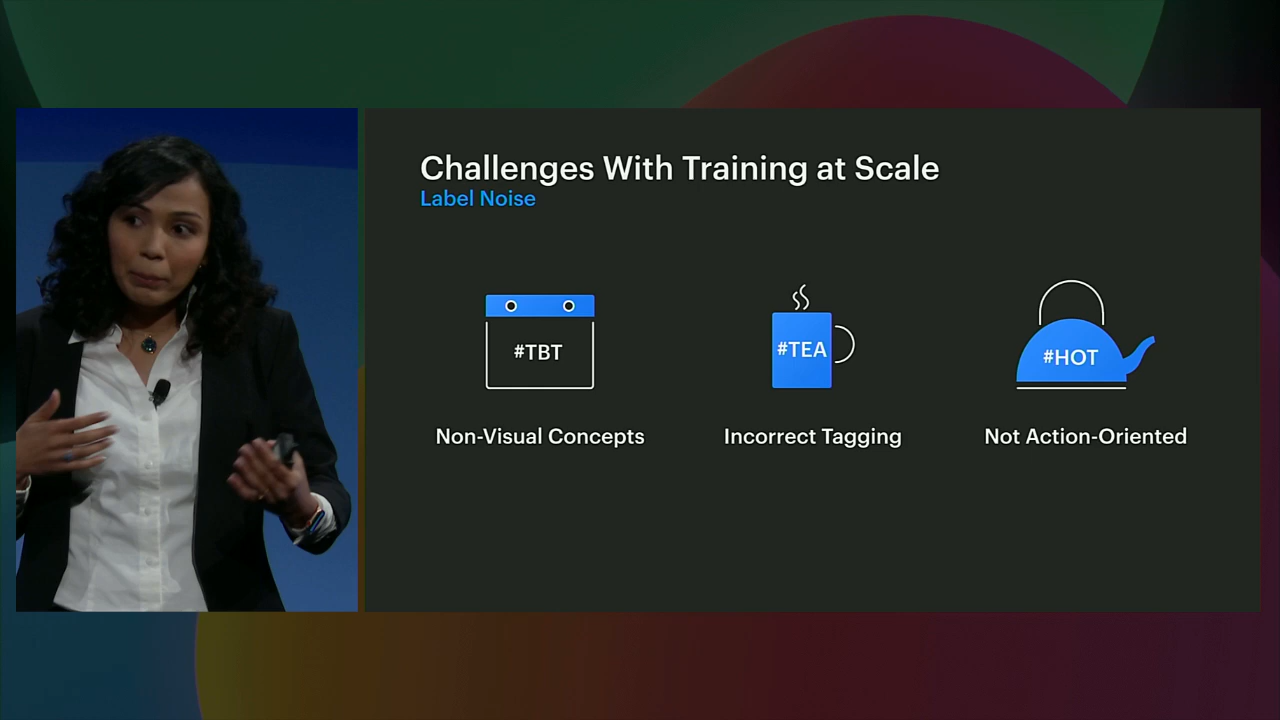 Challenges With Training at Scale
Label Noise
#TBT
#TEA
#HOT
Non-Visual Concepts
Incorrect Tagging
Not Action-Oriented